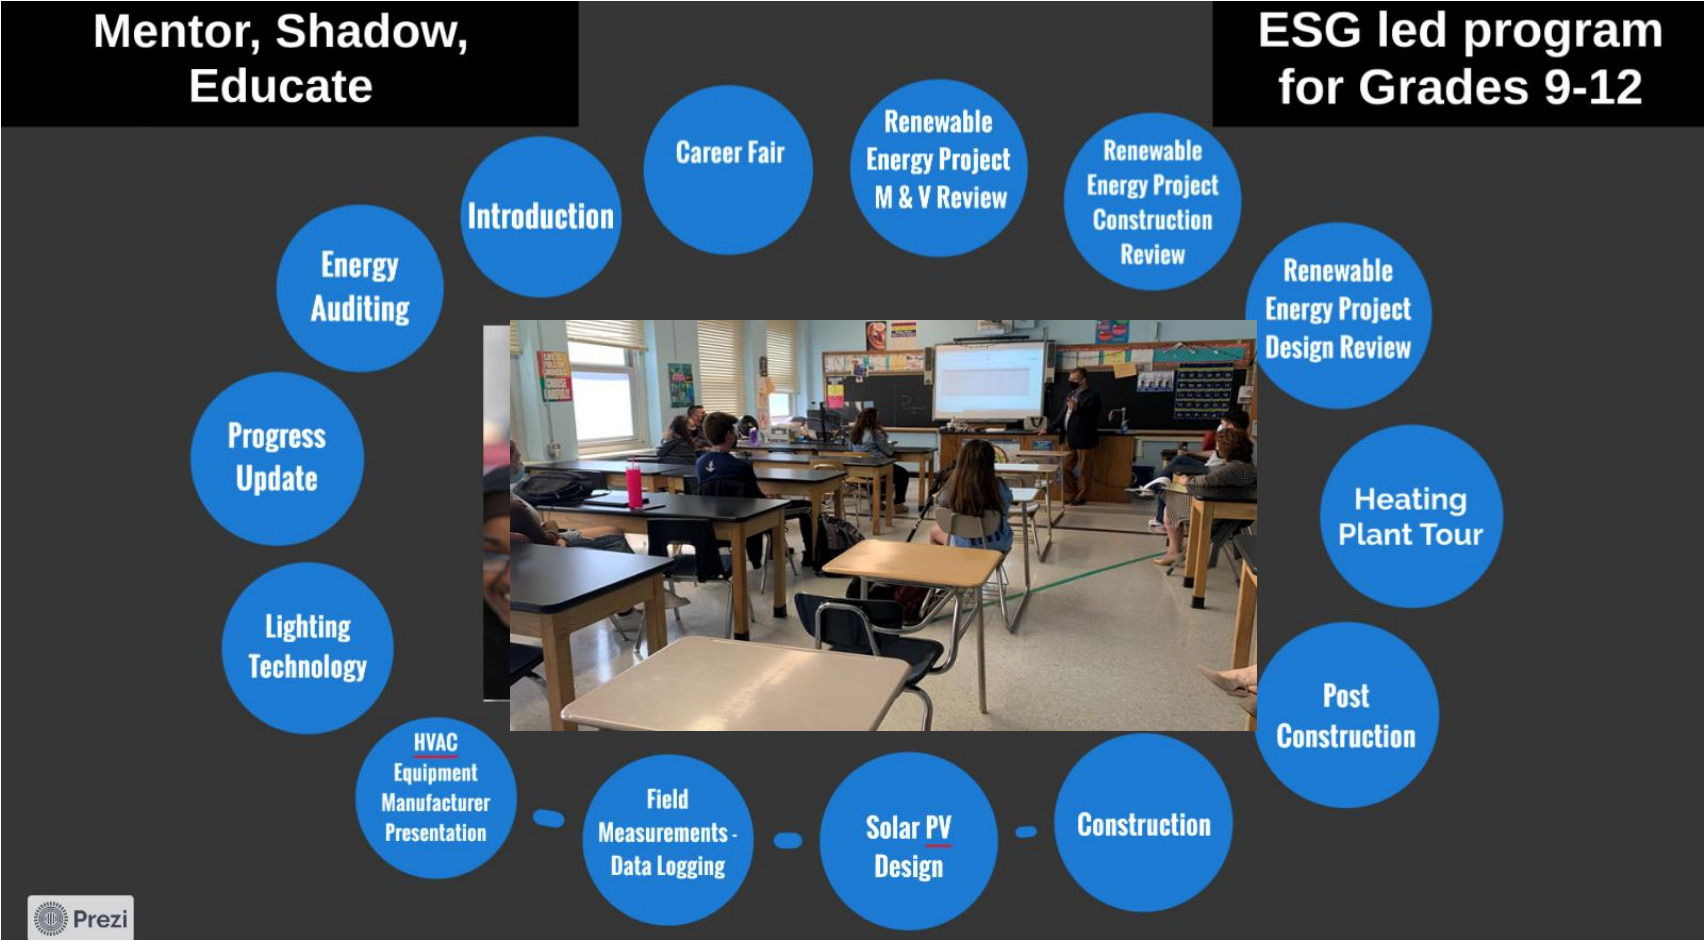 Mentor, Shadow,
Educate
ESG led program
for Grades 9-12
Introduction
Career Fair
Renewable
Energy Project
M & V Review
Renewable
Energy Project
Construction
Review
Renewable
Energy Project
Design Review
Heating
Plant Tour
Post
Construction
Construction
Solar PV
Design
Field
Measurements -
Data Logging
HVAC
Equipment
Manufacturer
Presentation
Lighting
Technology
Progress
Update
Energy
Auditing
Prezi